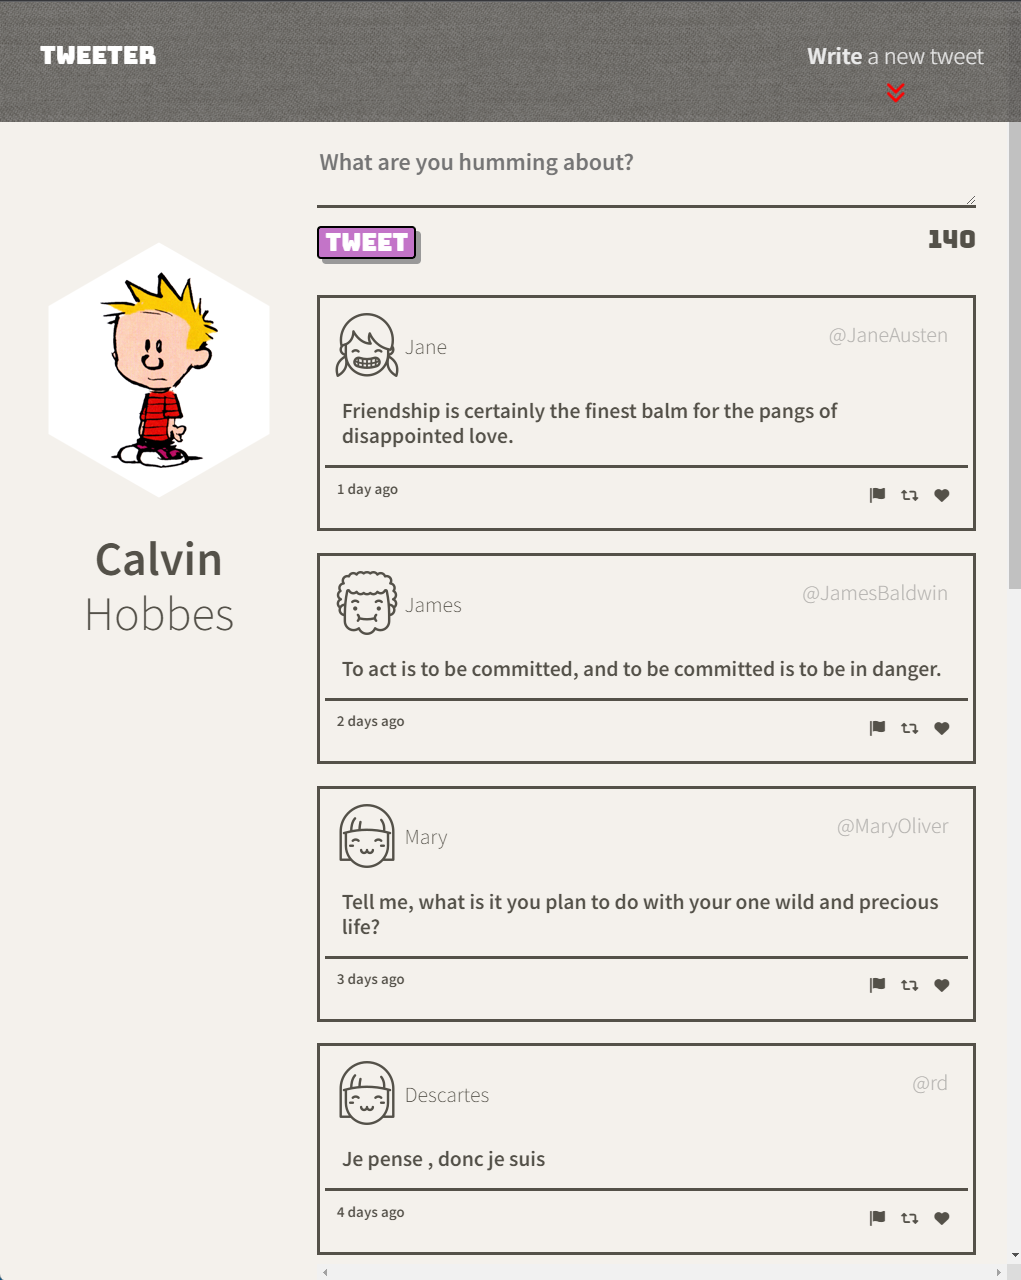 TWEETER
Write a new tweet
What are you humming about?
TWEET
140
Jane
@JaneAusten
Friendship is certainly the finest balm for the pangs of
disappointed love.
1 day ago
James
@JamesBaldwin
To act is to be committed, and to be committed is to be in danger.
2 days ago
Mary
@MaryOliver
Tell me, what is it you plan to do with your one wild and precious
life?
3 days ago
Descartes
@rd
Je pense , donc je suis
4 days ago
Calvin
Hobbes